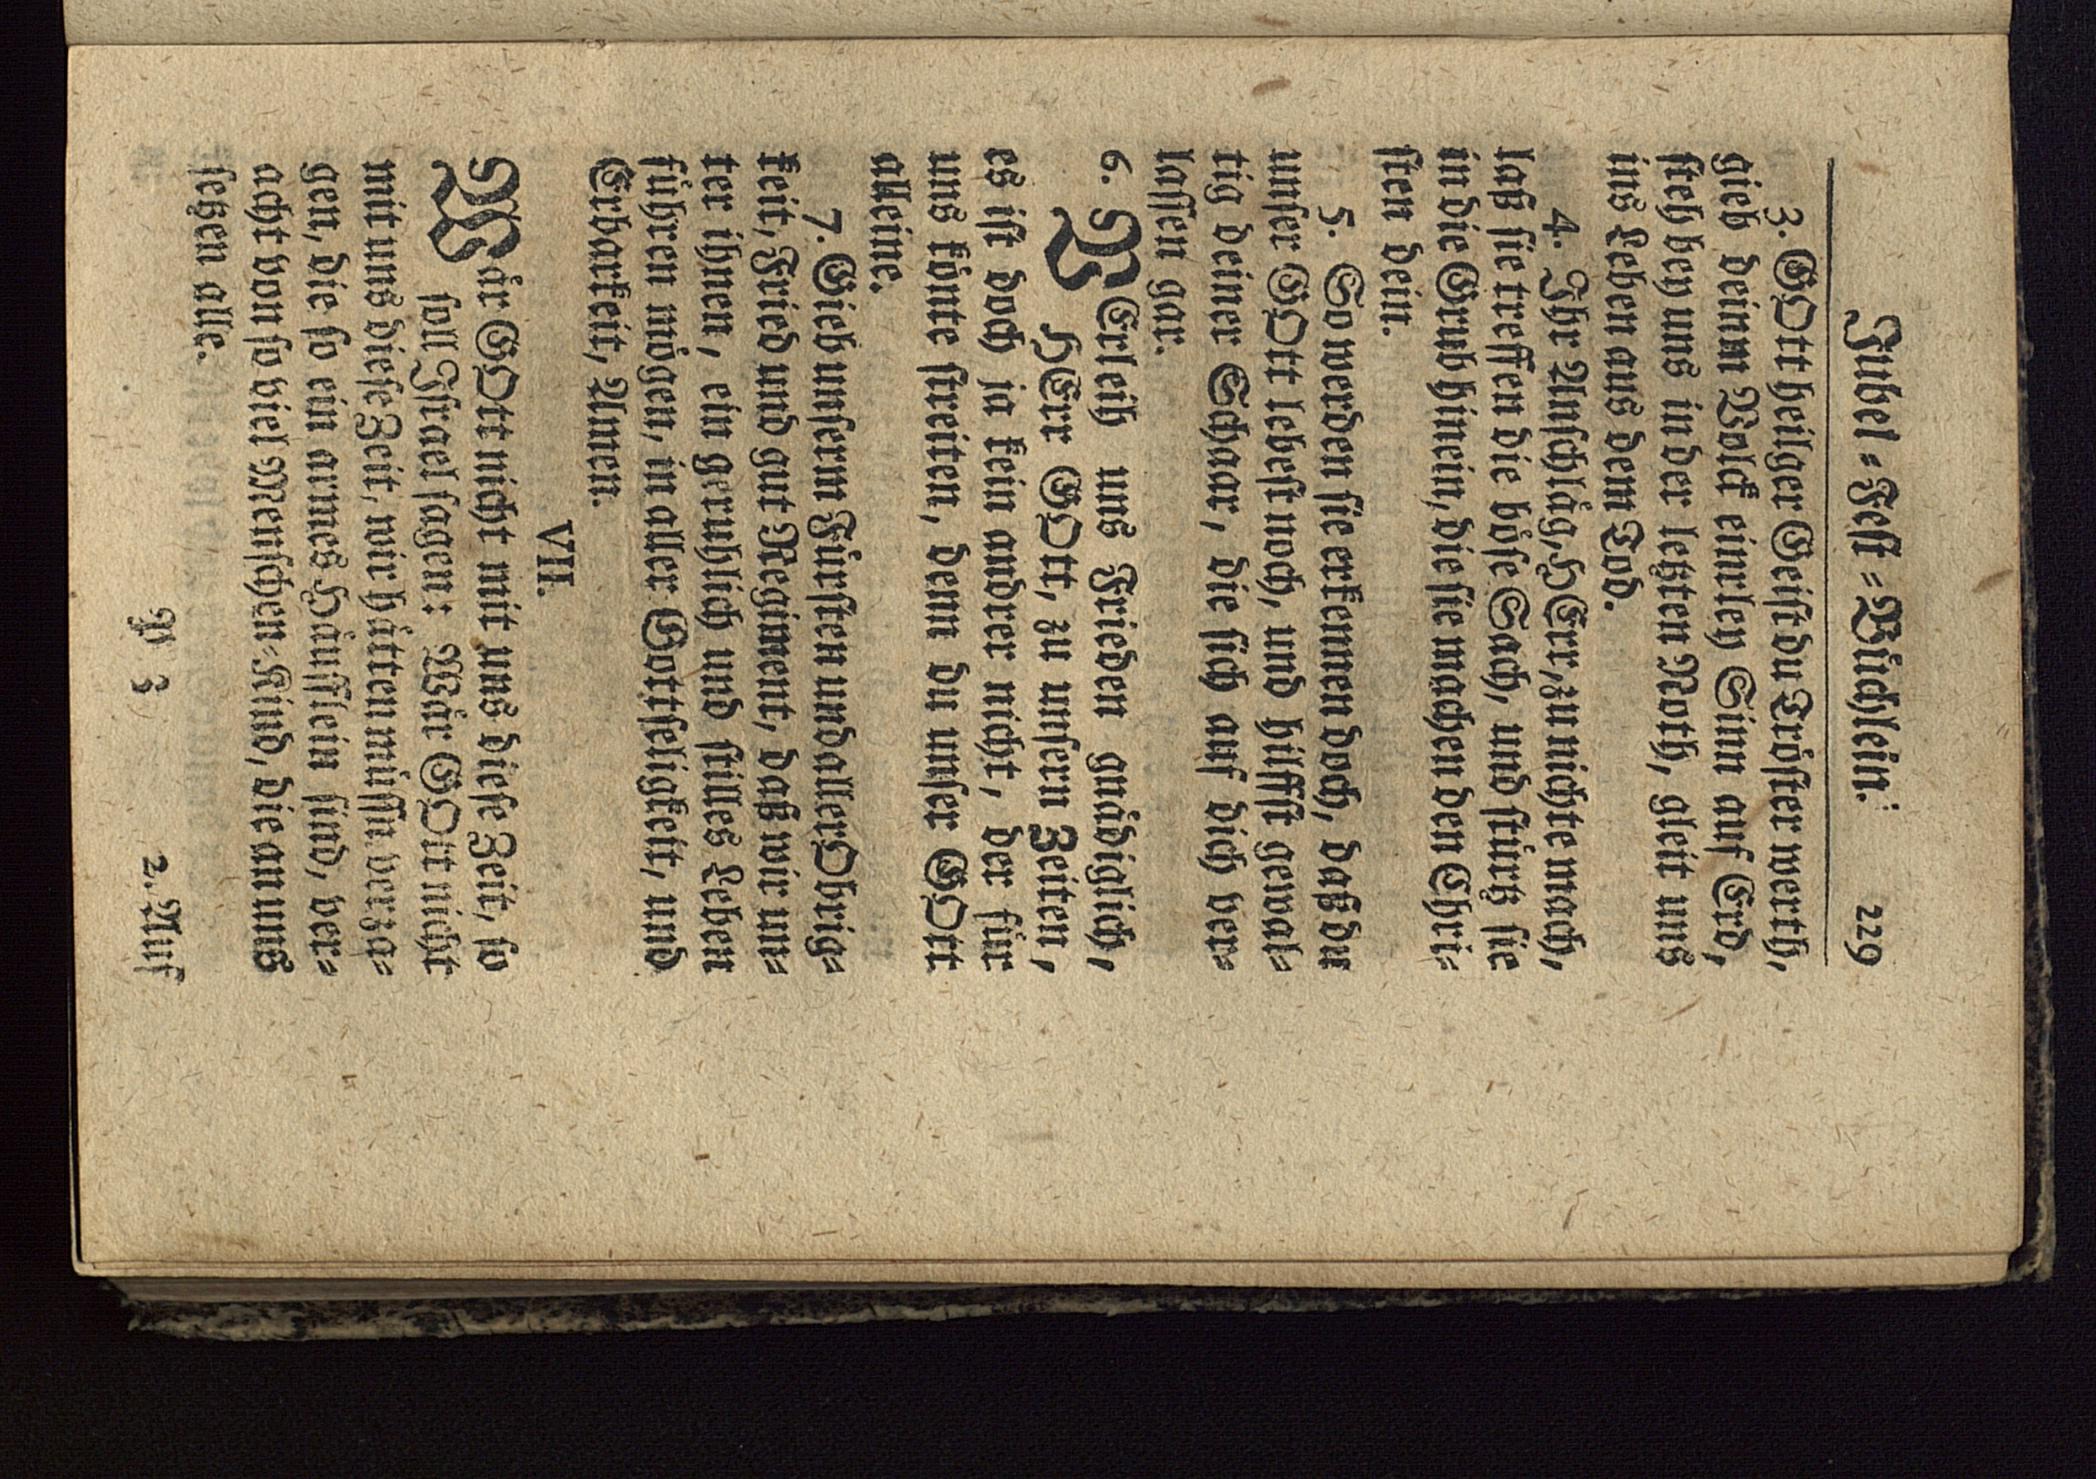 Jubel-Fest-Büchlein. 229
3. GOtt heilger Geist du Tröster werth,
gieb deinm Volck einrley Sinn auf Erd,
steh bey uns in der letzten Noth, gleit uns
ins Leben aus dem Tod.
4. Ihr Anschläg, HErr, zu nichte mach,
laß sie treffen die böse Sach, und stürtz sie
in die Grub hinein, die sie machen den Chri-
sten dein.
5. So werden sie erkennen doch, daß du
unser GOtt lebest noch, und hilffst gewal-
tig deiner Schaar, die sich auf dich ver-
lassen gar.
6. VErleih uns Frieden gnädiglich,
HErr GOtt, zu unsern Zeiten,
es ist doch ja kein andrer nicht, der für
uns könte streiten, denn du unser GOtt
alleine.
7. Gieb unserm Fürsten und aller Obrig-
keit, Fried und gut Regiment, daß wir un-
ter ihnen, ein geruhlich und stilles Leben
führen mögen, in aller Gottseligkeit, und
Erbarkeit, Amen.
VII.
Wär GOtt nicht mit uns diese Zeit, so
soll Israel sagen: Wär GOtt nicht
mit uns diese Zeit, wir hätten müssn verza-
gen, die so ein armes Häufflein sind, ver-
acht von so viel Menschen-Kind, die an uns
setzen alle.
P 3 2. Auf